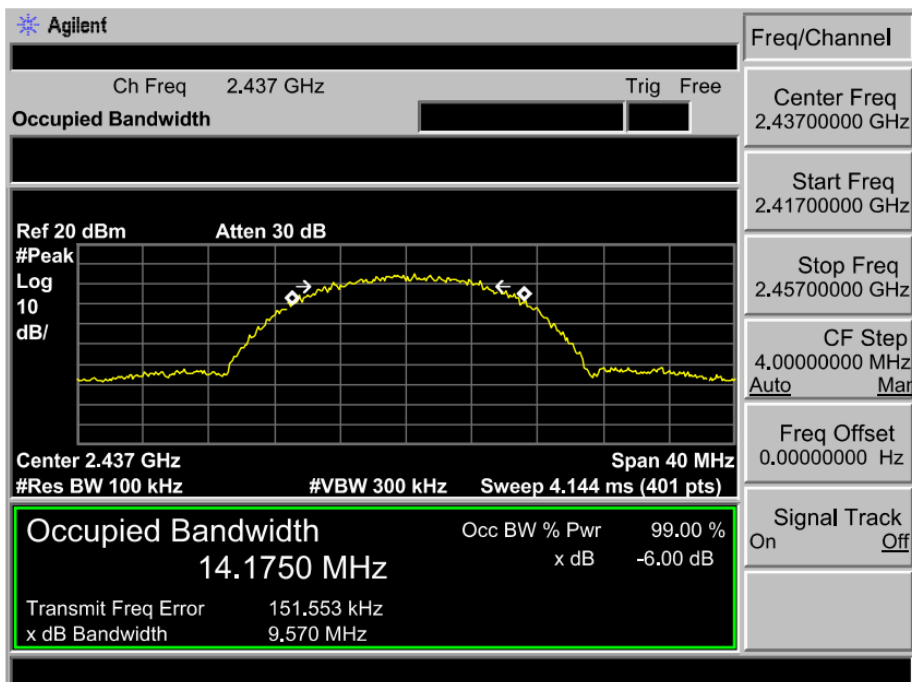 Agilent
Freq/Channel
Ch Freq 2.437 GHz Trig Free
Occupied Bandwidth
Center Freq
2.43700000 GHz
Start Freq
2.41700000 GHz
Stop Freq
2.45700000 GHz
CF Step
4.00000000 MHz
Auto Man
Freq Offset
0.00000000 Hz
Signal Track
On Off
Ref 20 dBm Atten 30 dB
#Peak
Log
10
dB/
Center 2.437 GHz Span 40 MHz
#Res BW 100 kHz #VBW 300 kHz Sweep 4.144 ms (401 pts)
Occupied Bandwidth Occ BW % Pwr 99.00 %
14.1750 MHz x dB -6.00 dB
Transmit Freq Error 151.553 kHz
x dB Bandwidth 9.570 MHz